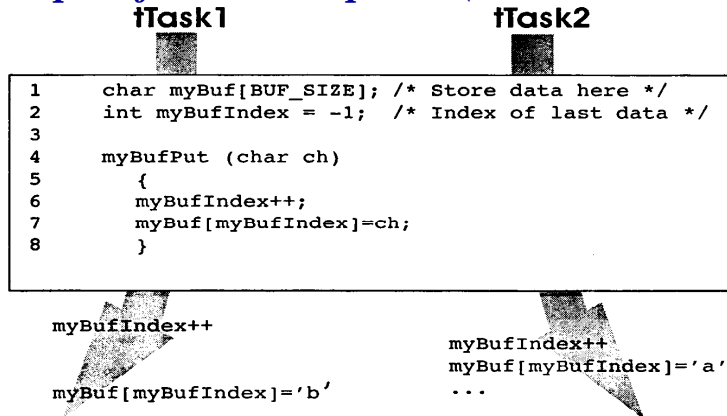 tTask1 tTask2
1 char myBuf[BUF_SIZE]; /* Store data here */
2 int myBufIndex = -1; /* Index of last data */
3
4 myBufPut (char ch)
5 {
6 myBufIndex++;
7 myBuf[myBufIndex]=ch;
8 }
myBufIndex++
myBufIndex++
myBuf[myBufIndex]='a'
myBuf[myBufIndex]='b'
...